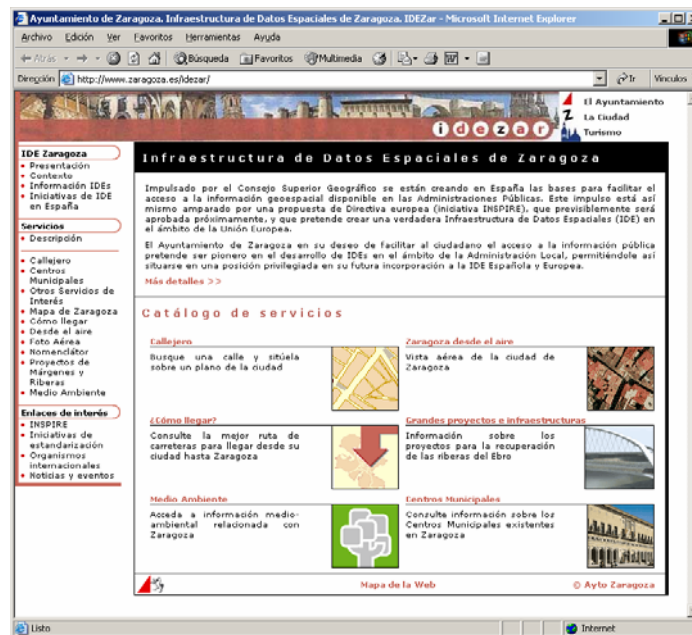 Ayuntamiento de Zaragoza. Infraestructura de Datos Espaciales de Zaragoza. IDEZar - Microsoft Internet Explorer
Archivo Edición Ver Favoritos Herramientas Ayuda
Atrás Búsqueda Favoritos Multimedia
Dirección http://www.zaragoza.es/idezar/ Ir Vínculos
idezar
El Ayuntamiento
La Ciudad
Turismo
IDE Zaragoza
Presentación
Contexto
Información IDEs
Iniciativas de IDE
en España
Servicios
Descripción
Callejero
Centros
Municipales
Otros Servicios de
Interés
Mapa de Zaragoza
Cómo llegar
Desde el aire
Foto Aérea
Nomenclátor
Proyectos de
Márgenes y
Riberas
Medio Ambiente
Enlaces de interés
INSPIRE
Iniciativas de
estandarización
Organismos
internacionales
Noticias y eventos
Infraestructura de Datos Espaciales de Zaragoza
Impulsado por el Consejo Superior Geográfico se están creando en España las bases para facilitar el
acceso a la información geoespacial disponible en las Administraciones Públicas. Este impulso está así
mismo amparado por una propuesta de Directiva europea (iniciativa INSPIRE), que previsiblemente será
aprobada próximamente, y que pretende crear una verdadera Infraestructura de Datos Espaciales (IDE) en
el ámbito de la Unión Europea.
El Ayuntamiento de Zaragoza en su deseo de facilitar al ciudadano el acceso a la información pública
pretende ser pionero en el desarrollo de IDEs en el ámbito de la Administración Local, permitiéndole así
situarse en una posición privilegiada en su futura incorporación a la IDE Española y Europea.
Más detalles >>
Catálogo de servicios
Callejero
Busque una calle y sitúela
sobre un plano de la ciudad
Zaragoza desde el aire
Vista aérea de la ciudad de
Zaragoza
¿Cómo llegar?
Consulte la mejor ruta de
carreteras para llegar desde su
ciudad hasta Zaragoza
Grandes proyectos e infraestructuras
Información sobre los
proyectos para la recuperación
de las riberas del Ebro
Medio Ambiente
Acceda a información medio-
ambiental relacionada con
Zaragoza
Centros Municipales
Consulte información sobre los
Centros Municipales existentes
en Zaragoza
Mapa de la Web
© Ayto Zaragoza
Listo
Internet